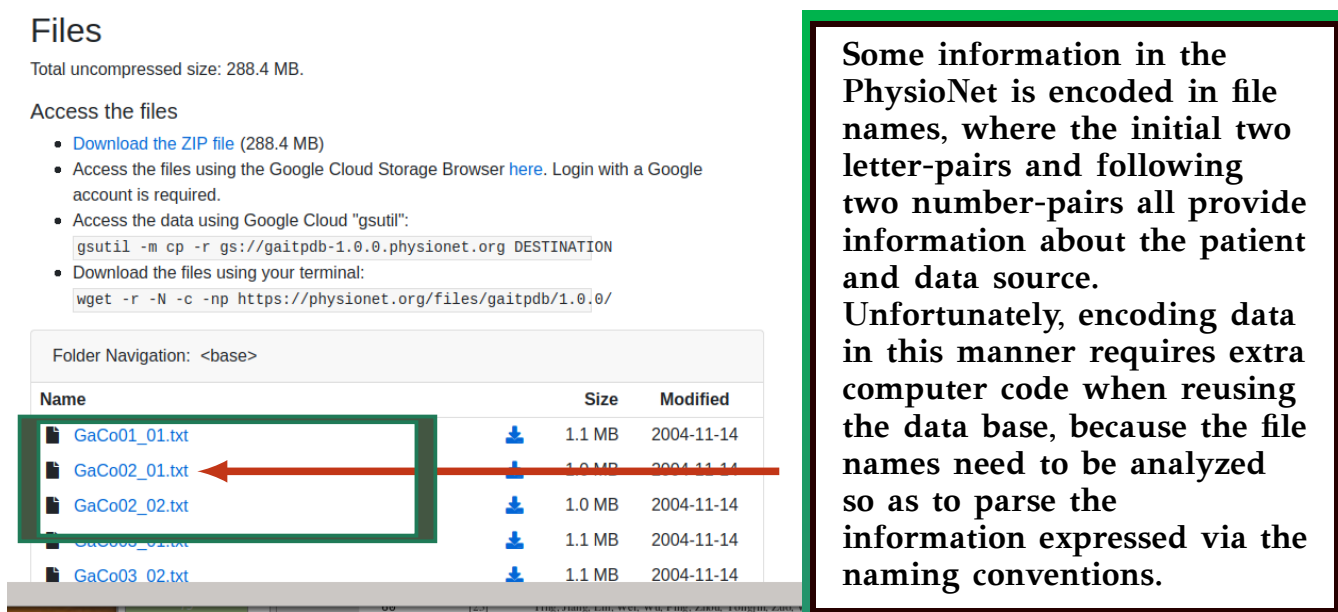 Files
Total uncompressed size: 288.4 MB.
Access the files
Download the ZIP file (288.4 MB)
Access the files using the Google Cloud Storage Browser here. Login with a Google
account is required.
Access the data using Google Cloud "gsutil":
gsutil -m cp -r gs://gaitpdb-1.0.0.physionet.org DESTINATION
Download the files using your terminal:
wget -r -N -c -np https://physionet.org/files/gaitpdb/1.0.0/
Folder Navigation: <base>
Name Size Modified
GaCo01_01.txt 1.1 MB 2004-11-14
GaCo02_01.txt 1.0 MB 2004-11-14
GaCo02_02.txt 1.0 MB 2004-11-14
GaCo03_01.txt 1.1 MB 2004-11-14
GaCo03_02.txt 1.1 MB 2004-11-14
Some information in the
PhysioNet is encoded in file
names, where the initial two
letter-pairs and following
two number-pairs all provide
information about the patient
and data source.
Unfortunately, encoding data
in this manner requires extra
computer code when reusing
the data base, because the file
names need to be analyzed
so as to parse the
information expressed via the
naming conventions.